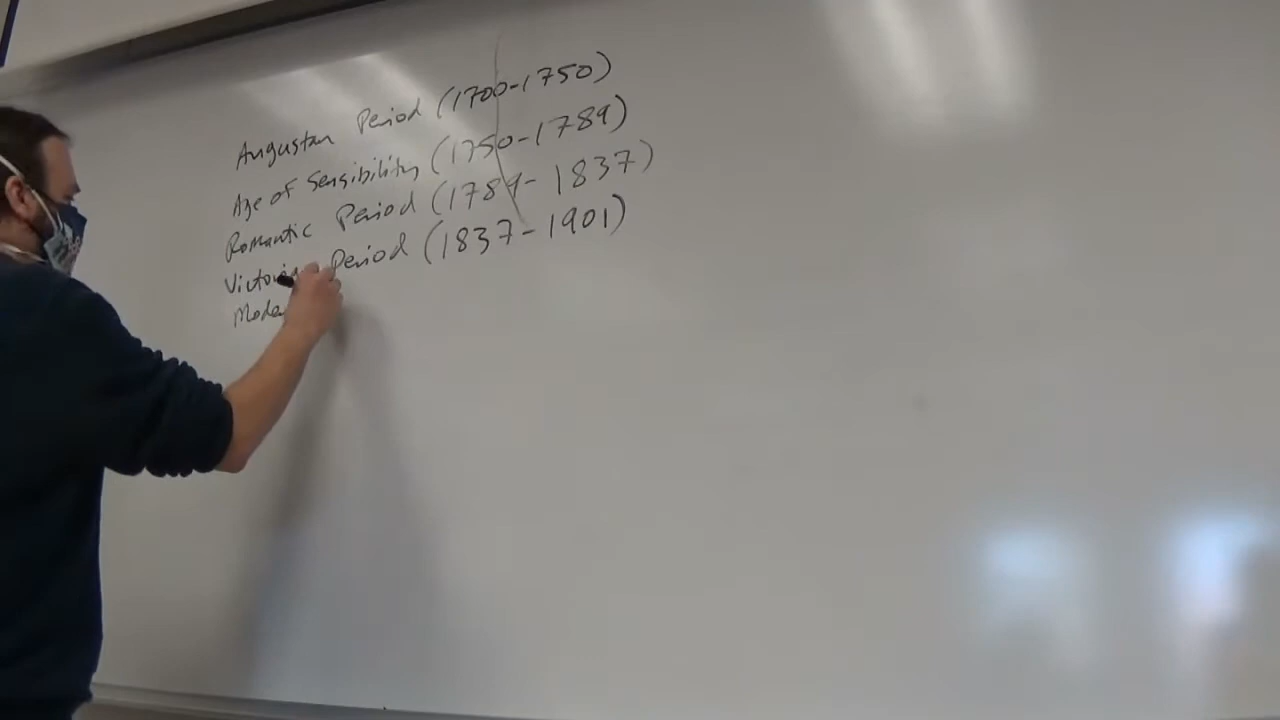 Augustan Period (1700-1750)
Age of Sensibility (1750-1789)
Romantic Period (1789-1837)
Period (1837-1901)